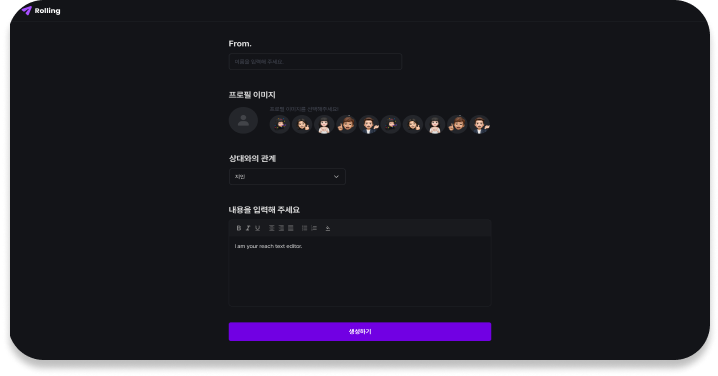 Rolling
From.
이름을 입력해 주세요.
프로필 이미지
프로필 이미지를 선택해주세요!
상대와의 관계
지인
내용을 입력해 주세요
B I U
I am your reach text editor.
생성하기